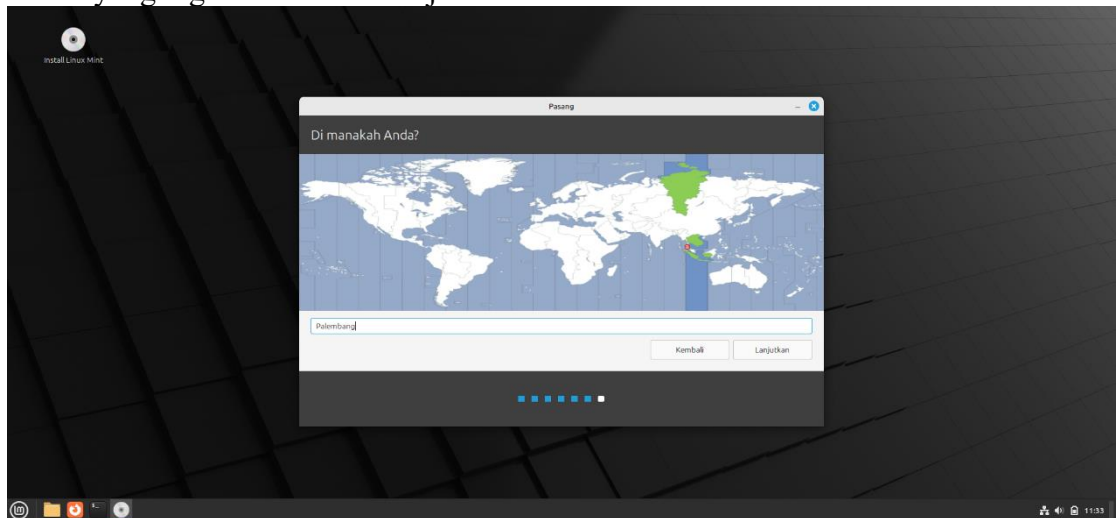 Install Linux Mint
Pasang
Di manakah Anda?
Palembang
Kembali
Lanjutkan
11:33